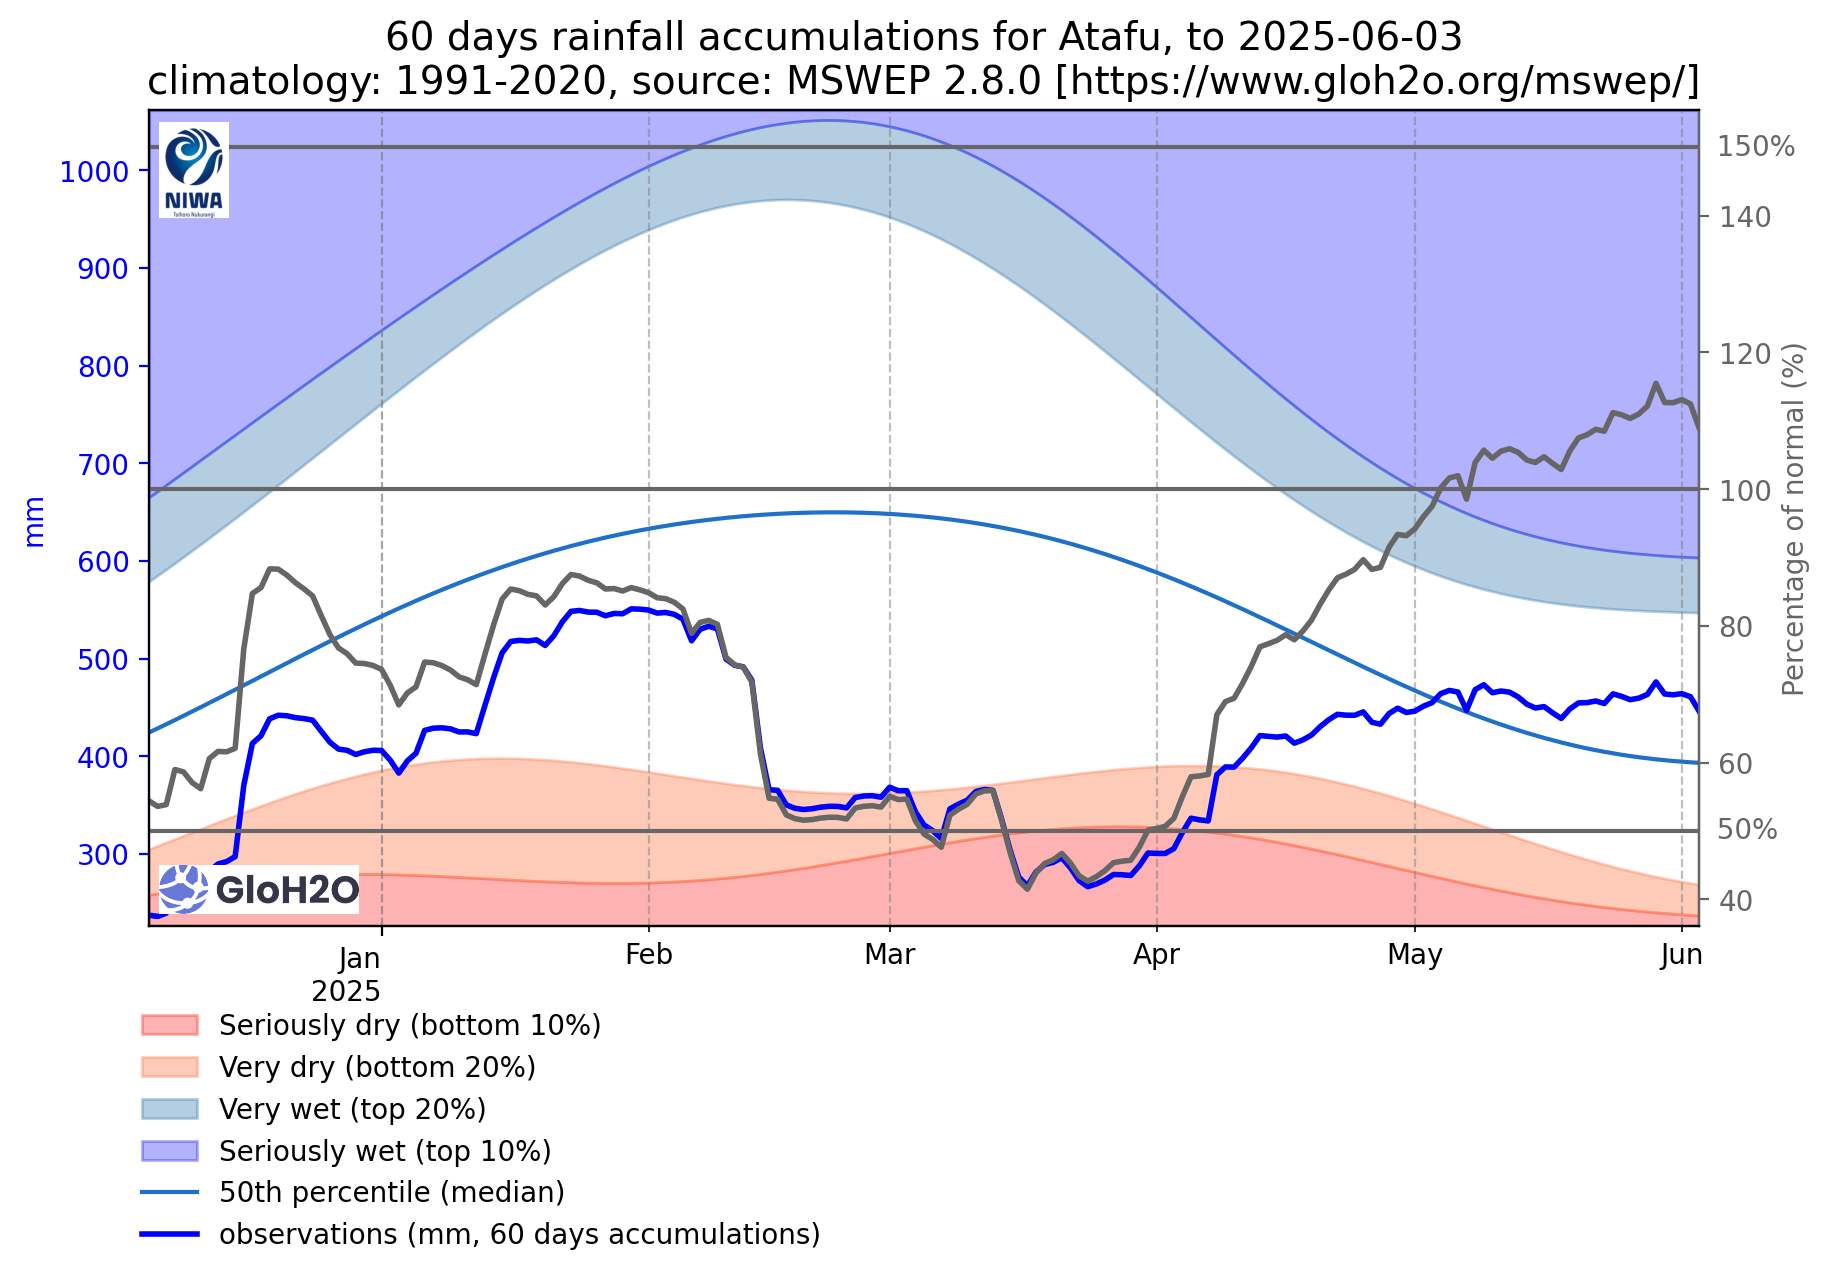 60 days rainfall accumulations for Atafu, to 2025-06-03
climatology: 1991-2020, source: MSWEP 2.8.0 [https://www.gloh2o.org/mswep/]
NIWA
Taihoro Nukurangi
1000
900
800
700
600
500
400
300
mm
150%
140
120
100
80
60
50%
40
Percentage of normal (%)
GloH2O
Jan
2025
Feb
Mar
Apr
May
Jun
Seriously dry (bottom 10%)
Very dry (bottom 20%)
Very wet (top 20%)
Seriously wet (top 10%)
50th percentile (median)
observations (mm, 60 days accumulations)